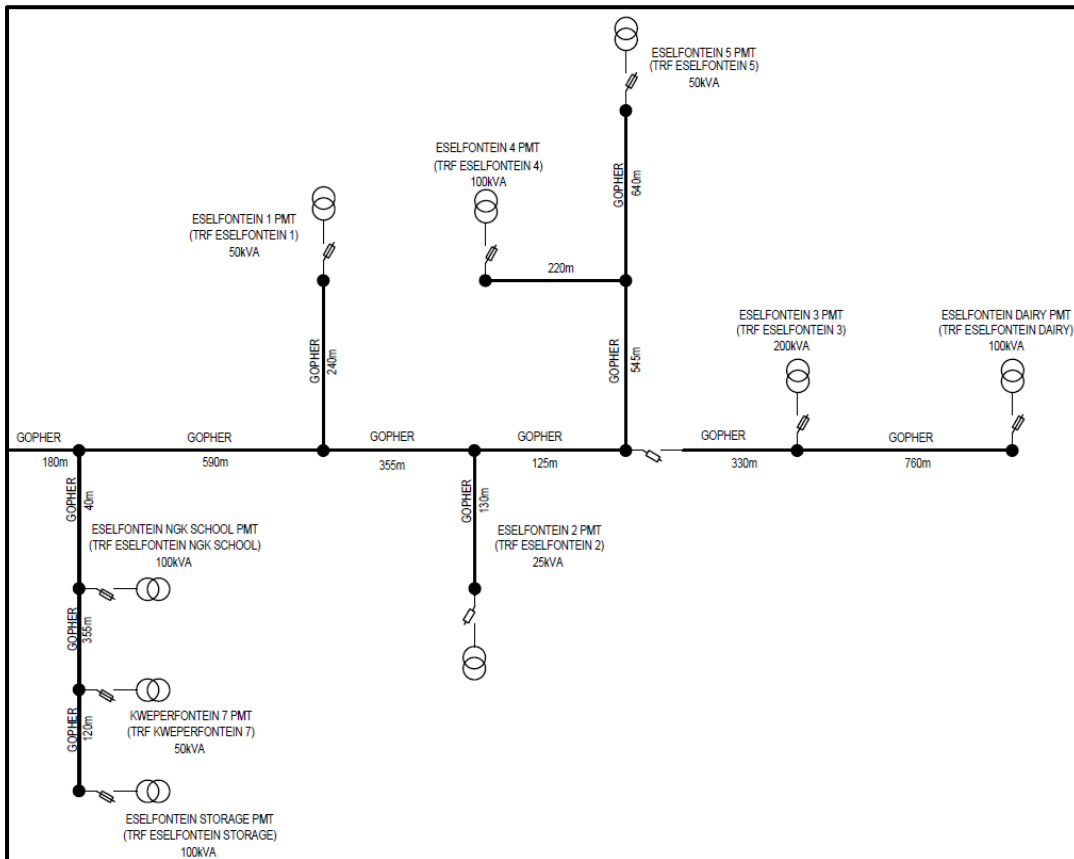 ESELFONTEIN 5 PMT
(TRF ESELFONTEIN 5)
50kVA
GOPHER
640m
ESELFONTEIN 4 PMT
(TRF ESELFONTEIN 4)
100kVA
220m
ESELFONTEIN 1 PMT
(TRF ESELFONTEIN 1)
50kVA
GOPHER
240m
GOPHER
545m
ESELFONTEIN 3 PMT
(TRF ESELFONTEIN 3)
200kVA
ESELFONTEIN DAIRY PMT
(TRF ESELFONTEIN DAIRY)
100kVA
GOPHER
180m
GOPHER
590m
GOPHER
355m
GOPHER
125m
GOPHER
330m
GOPHER
760m
GOPHER
40m
GOPHER
130m
ESELFONTEIN NGK SCHOOL PMT
(TRF ESELFONTEIN NGK SCHOOL)
100kVA
ESELFONTEIN 2 PMT
(TRF ESELFONTEIN 2)
25kVA
GOPHER
355m
KWEPERFONTEIN 7 PMT
(TRF KWEPERFONTEIN 7)
50kVA
GOPHER
120m
ESELFONTEIN STORAGE PMT
(TRF ESELFONTEIN STORAGE)
100kVA